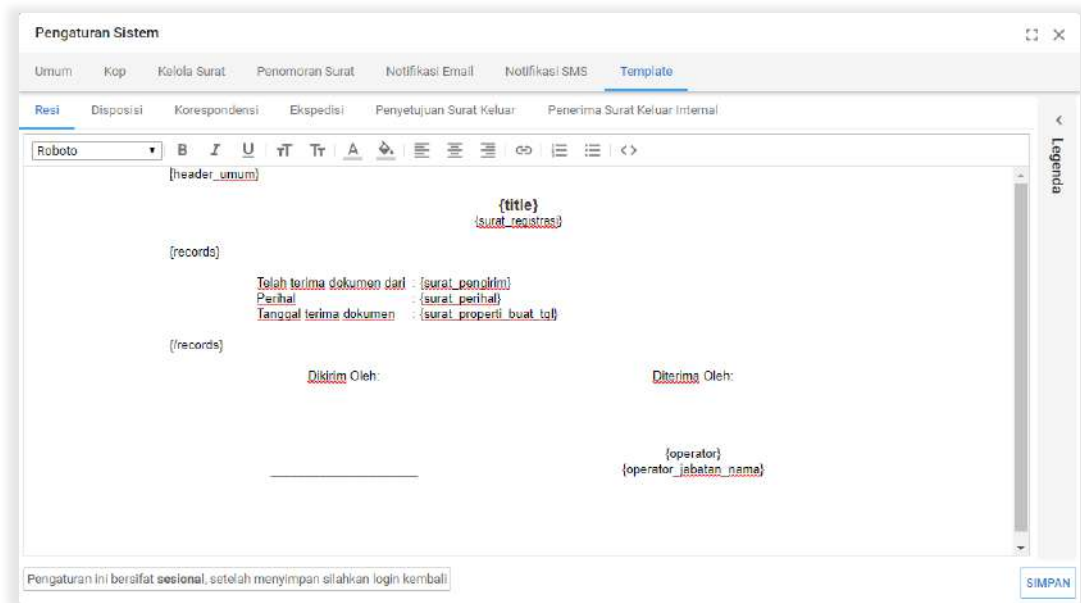 Pengaturan Sistem
Umum Kop Kelola Surat Penomoran Surat Notifikasi Email Notifikasi SMS Template
Resi Disposisi Korespondensi Ekspedisi Penyetujuan Surat Keluar Penerima Surat Keluar Internal
Legenda
Roboto
{header_umum}
{title}
{surat_registrasi}
{records}
Telah terima dokumen dari : {surat_pengirim}
Perihal : {surat_perihal}
Tanggal terima dokumen : {surat_properti_buat_tgl}
{/records}
Dikirim Oleh: Diterima Oleh:
{operator}
{operator_jabatan_nama}
Pengaturan ini bersifat sesional, setelah menyimpan silahkan login kembali
SIMPAN